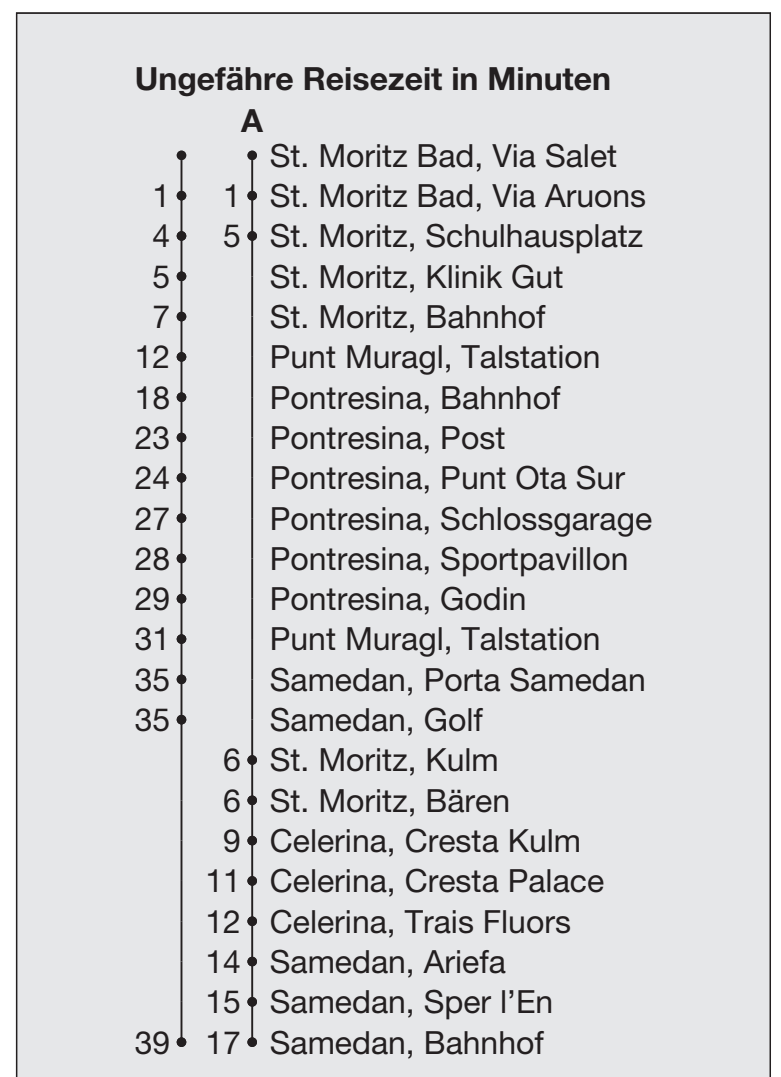 Ungefähre Reisezeit in Minuten
A
St. Moritz Bad, Via Salet
1 1 St. Moritz Bad, Via Aruons
4 5 St. Moritz, Schulhausplatz
5 St. Moritz, Klinik Gut
7 St. Moritz, Bahnhof
12 Punt Muragl, Talstation
18 Pontresina, Bahnhof
23 Pontresina, Post
24 Pontresina, Punt Ota Sur
27 Pontresina, Schlossgarage
28 Pontresina, Sportpavillon
29 Pontresina, Godin
31 Punt Muragl, Talstation
35 Samedan, Porta Samedan
35 Samedan, Golf
6 St. Moritz, Kulm
6 St. Moritz, Bären
9 Celerina, Cresta Kulm
11 Celerina, Cresta Palace
12 Celerina, Trais Fluors
14 Samedan, Ariefa
15 Samedan, Sper l'En
39 17 Samedan, Bahnhof